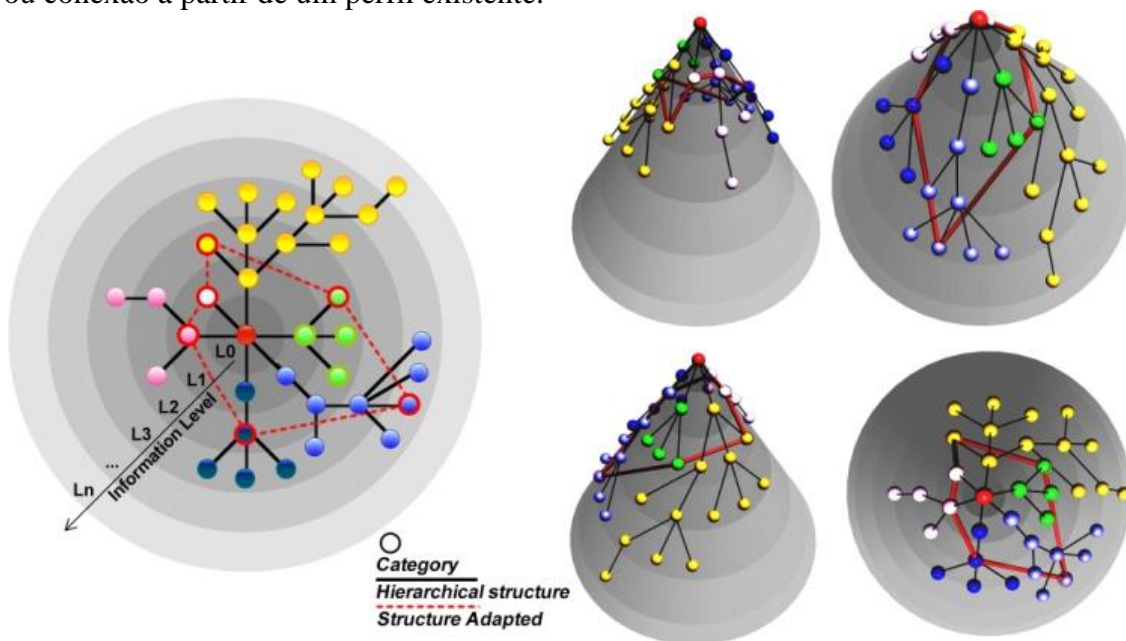 ou conexão a partir de um perfil existente.
L0
L1
L2
L3
...
Ln
Information Level
Category
Hierarchical structure
Structure Adapted